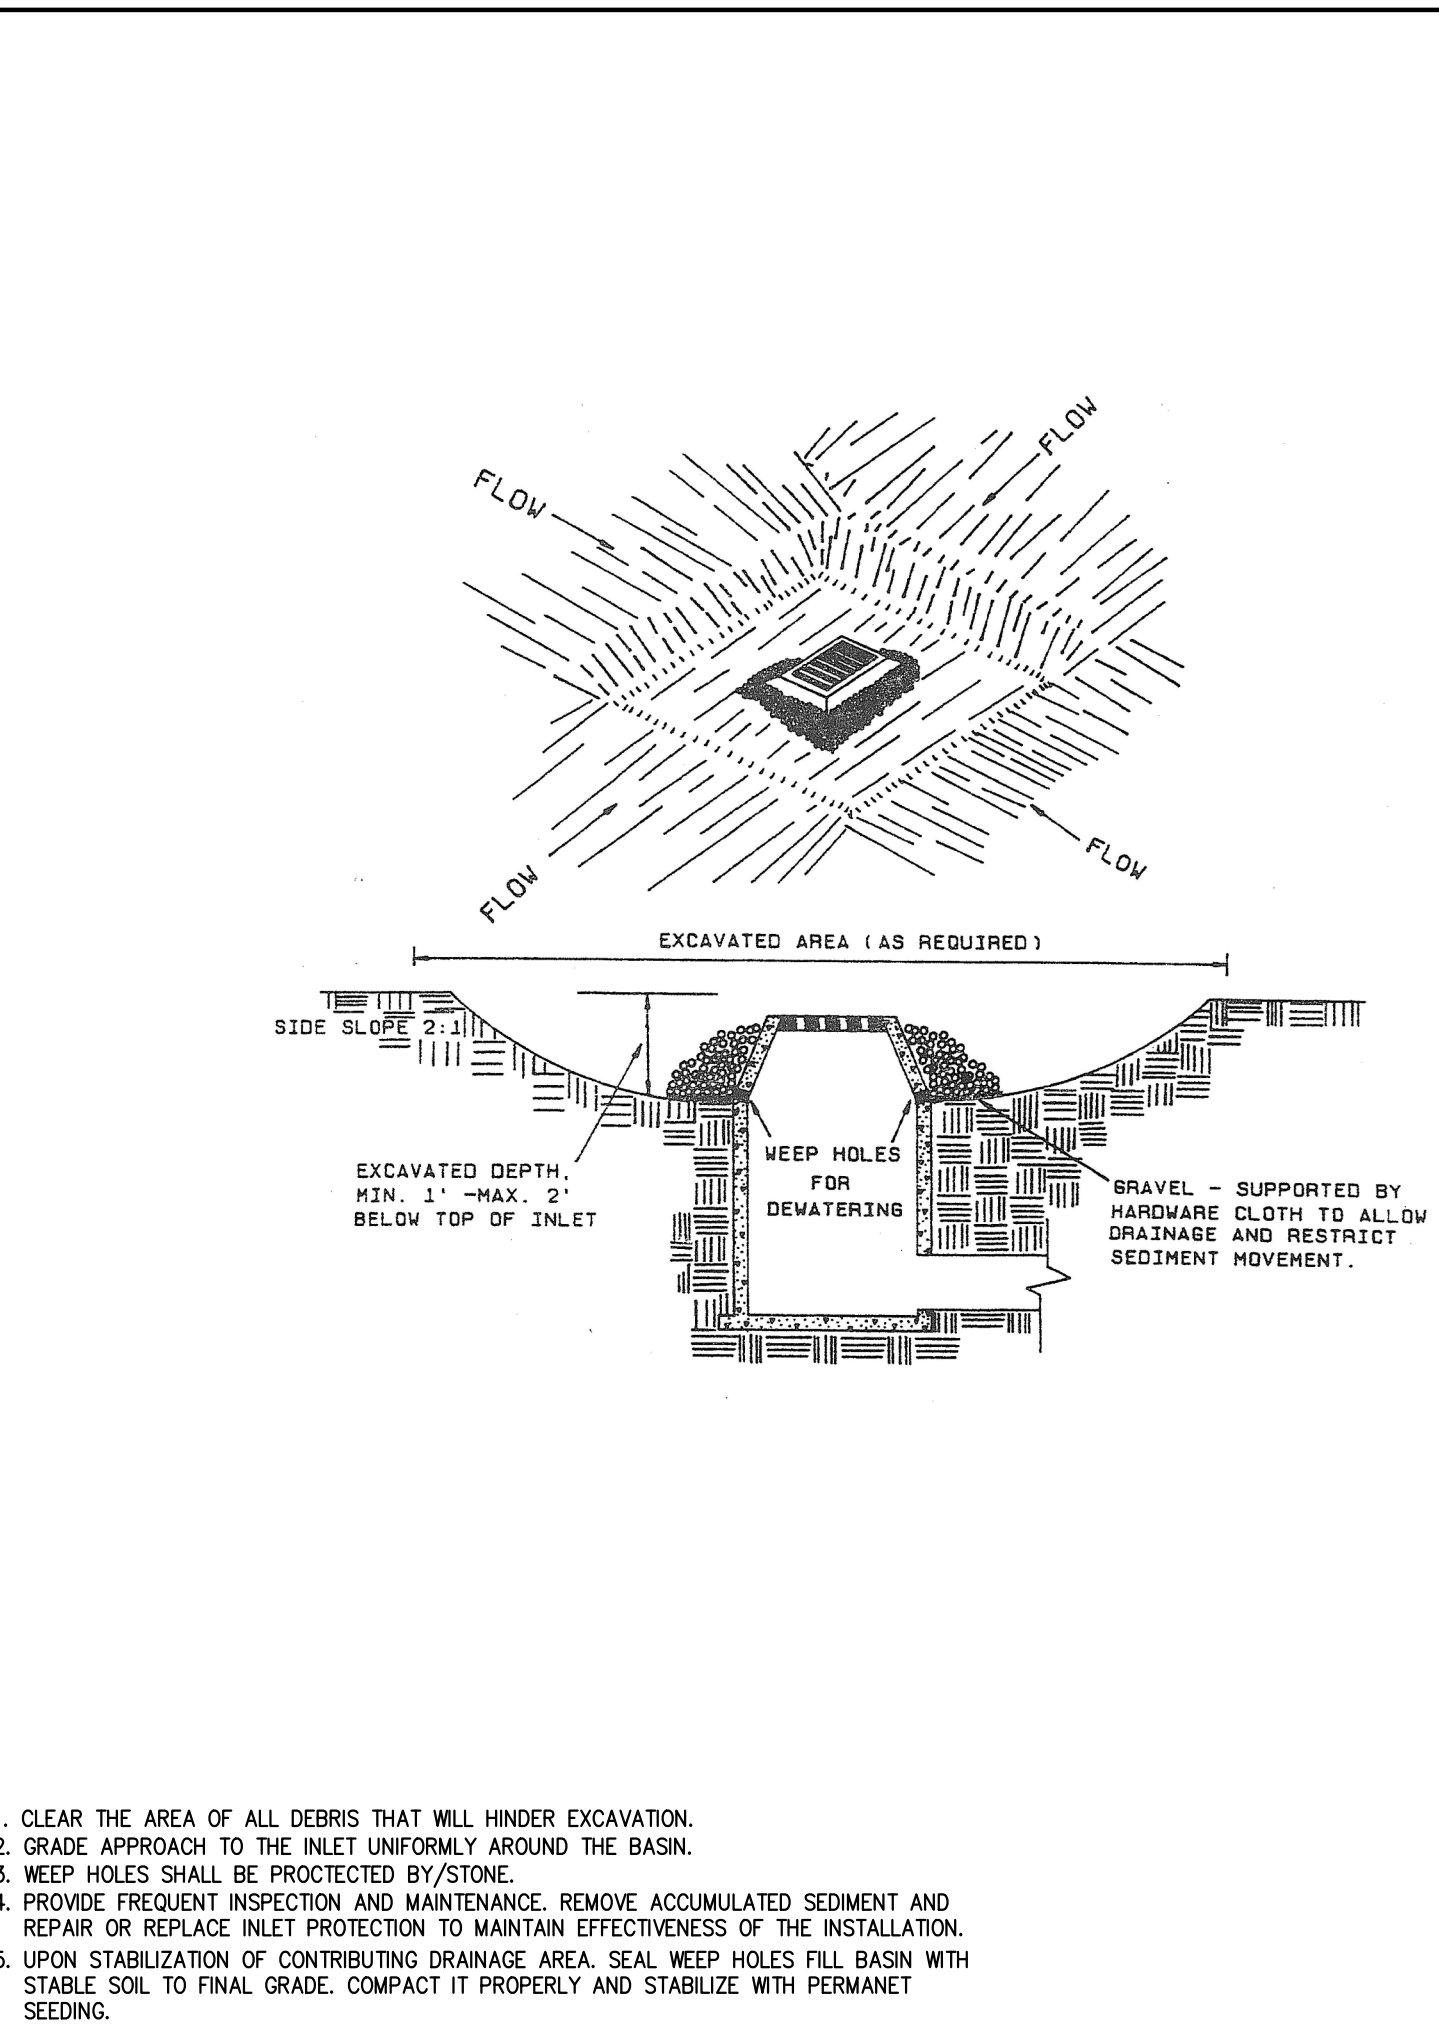 FLOW
FLOW
FLOW
FLOW
EXCAVATED AREA (AS REQUIRED)
SIDE SLOPE 2:1
EXCAVATED DEPTH,
MIN. 1' -MAX. 2'
BELOW TOP OF INLET
WEEP HOLES
FOR
DEWATERING
GRAVEL - SUPPORTED BY
HARDWARE CLOTH TO ALLOW
DRAINAGE AND RESTRICT
SEDIMENT MOVEMENT.
. CLEAR THE AREA OF ALL DEBRIS THAT WILL HINDER EXCAVATION.
2. GRADE APPROACH TO THE INLET UNIFORMLY AROUND THE BASIN.
3. WEEP HOLES SHALL BE PROCTECTED BY/STONE.
4. PROVIDE FREQUENT INSPECTION AND MAINTENANCE. REMOVE ACCUMULATED SEDIMENT AND
REPAIR OR REPLACE INLET PROTECTION TO MAINTAIN EFFECTIVENESS OF THE INSTALLATION.
5. UPON STABILIZATION OF CONTRIBUTING DRAINAGE AREA. SEAL WEEP HOLES FILL BASIN WITH
STABLE SOIL TO FINAL GRADE. COMPACT IT PROPERLY AND STABILIZE WITH PERMANET
SEEDING.